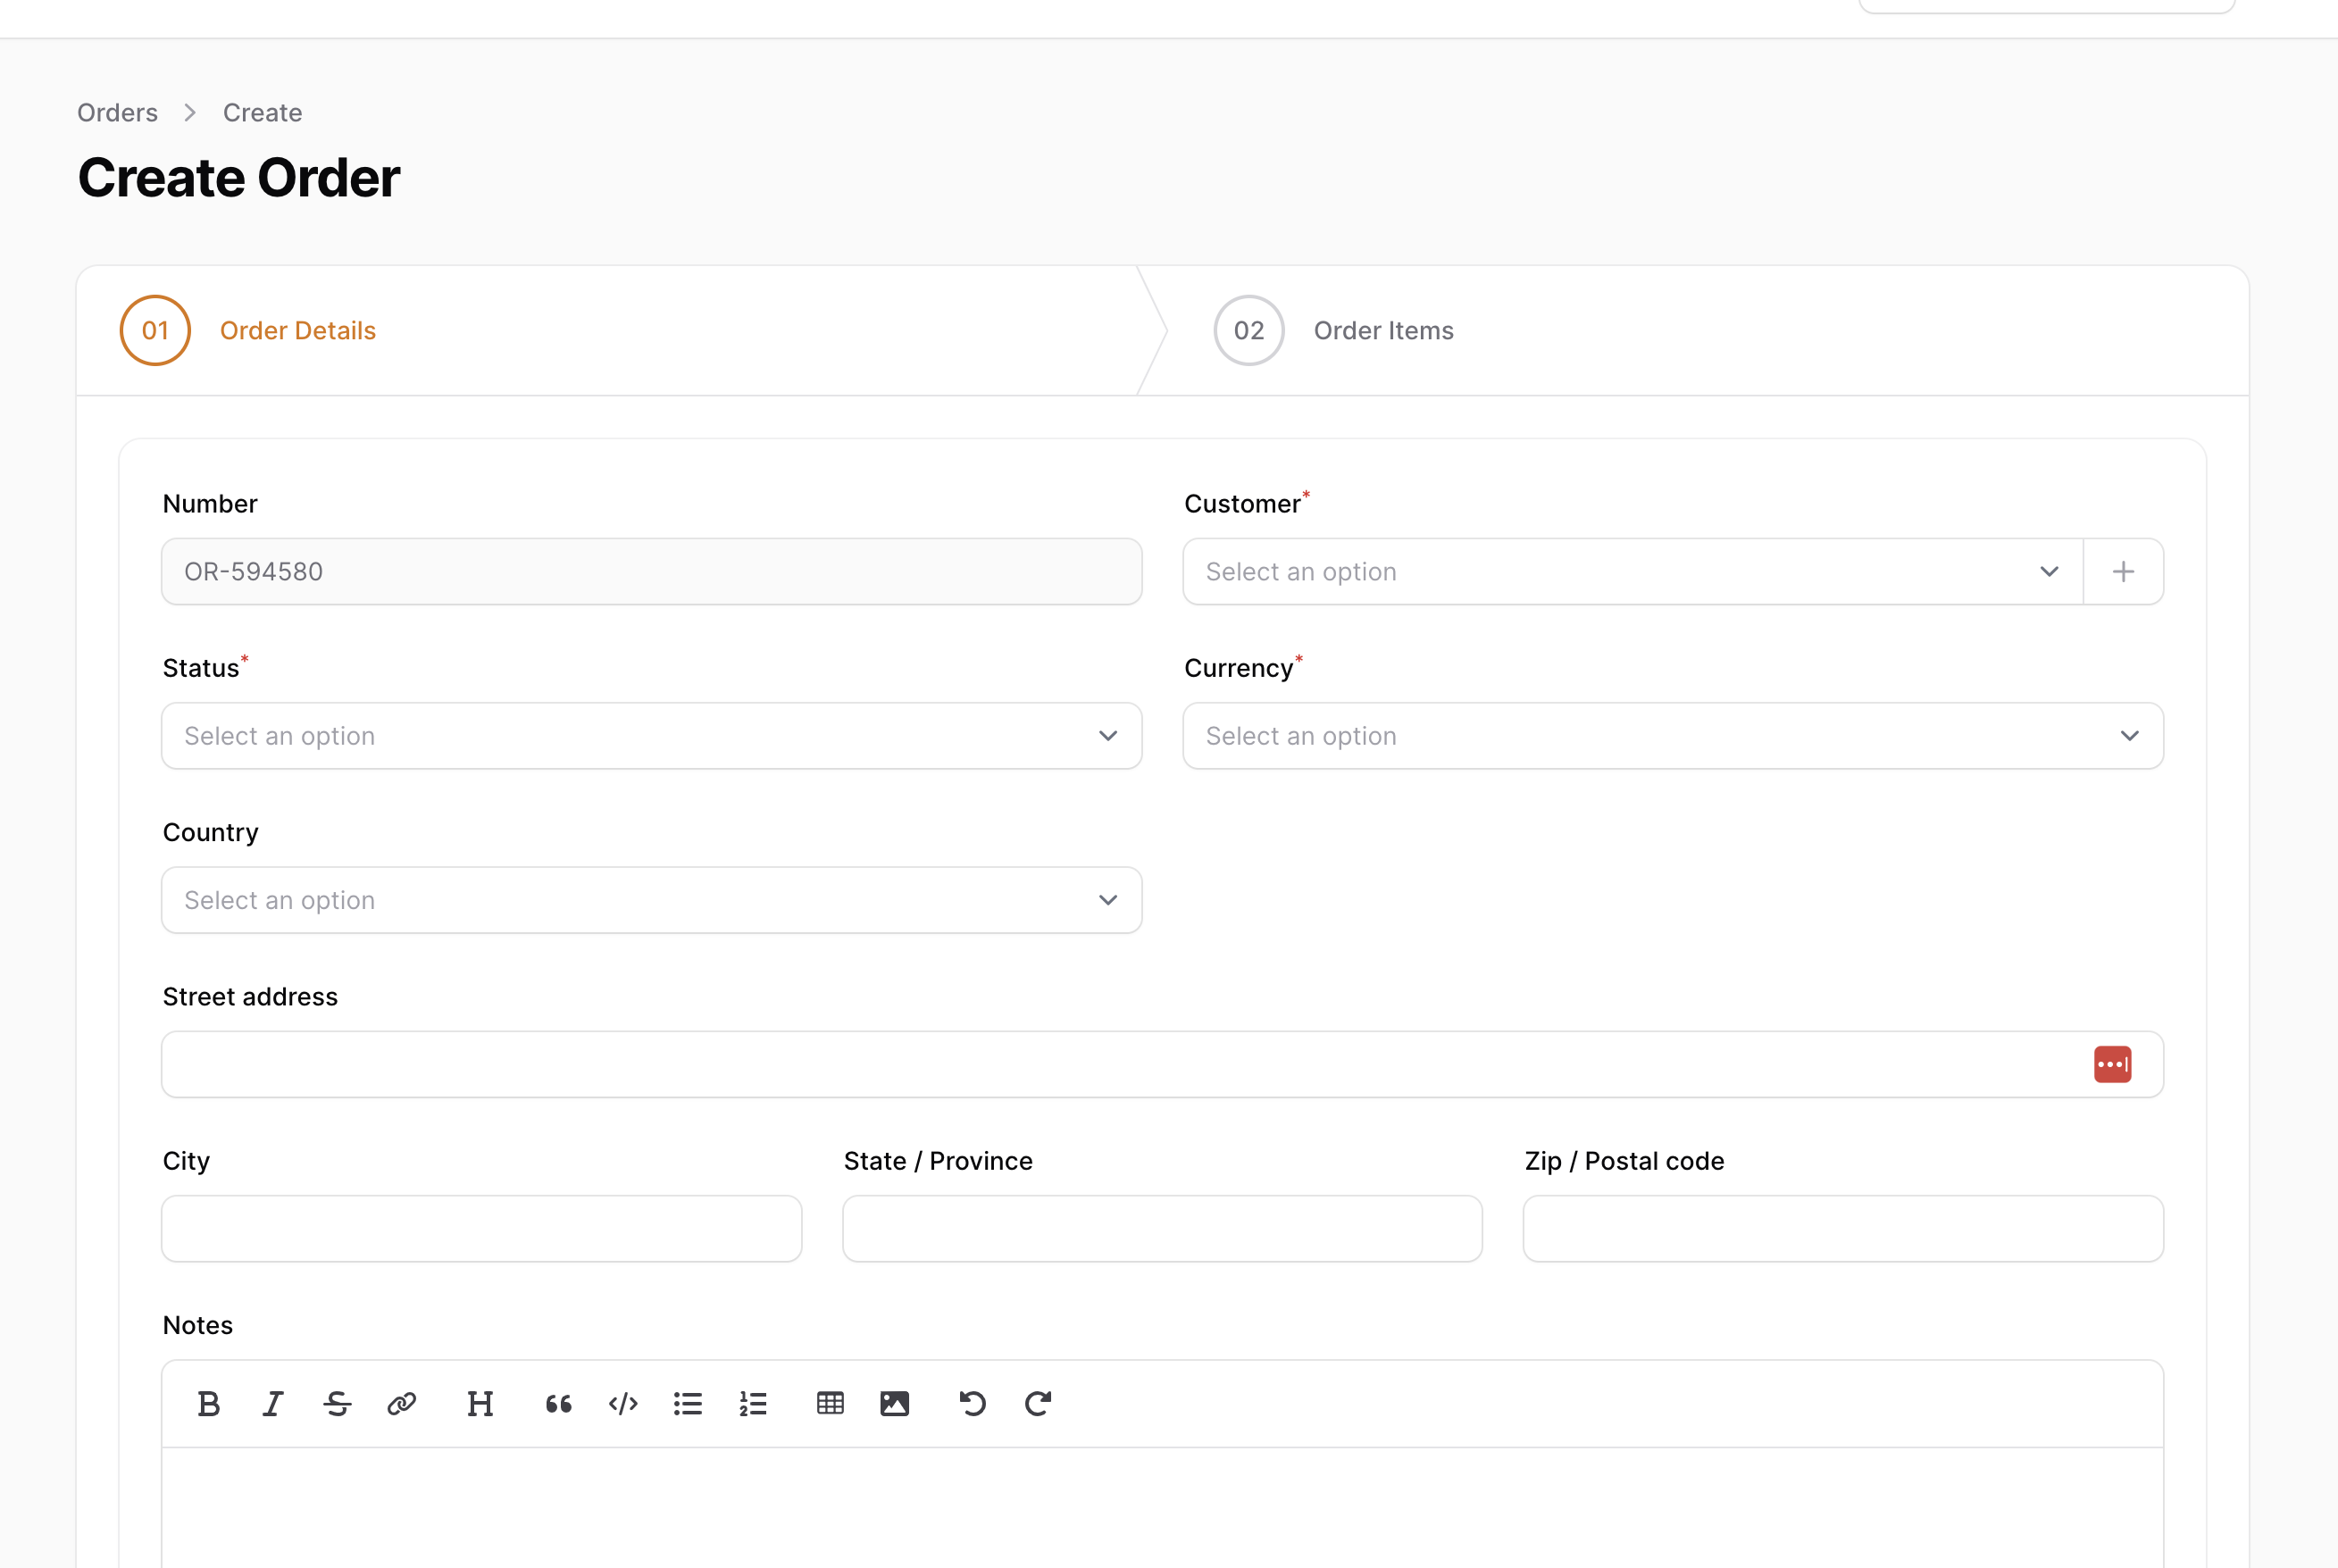 Orders > Create
Create Order
01 Order Details
02 Order Items
Number Customer*
OR-594580 Select an option +
Status* Currency*
Select an option Select an option
Country
Select an option
Street address
City State / Province Zip / Postal code
Notes